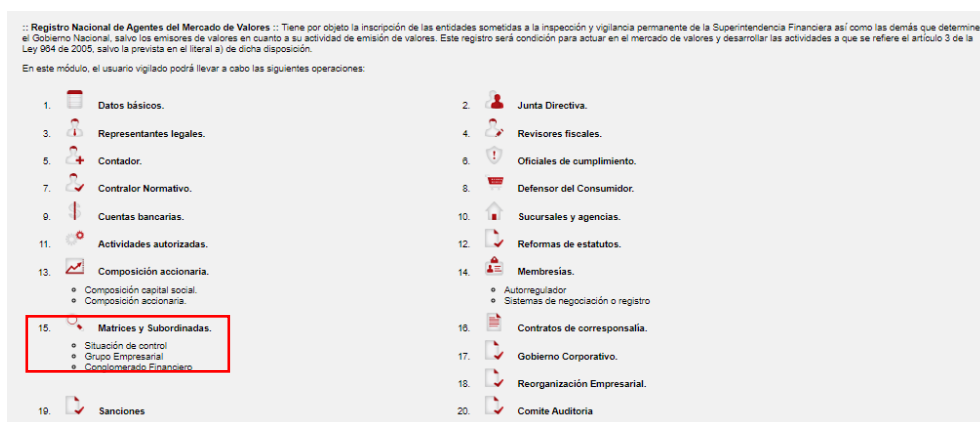 :: Registro Nacional de Agentes del Mercado de Valores :: Tiene por objeto la inscripción de las entidades sometidas a la inspección y vigilancia permanente de la Superintendencia Financiera así como las demás que determine
el Gobierno Nacional, salvo los emisores de valores en cuanto a su actividad de emisión de valores. Este registro será condición para actuar en el mercado de valores y desarrollar las actividades a que se refiere el artículo 3 de la
Ley 964 de 2005, salvo la prevista en el literal a) de dicha disposición.
En este módulo, el usuario vigilado podrá llevar a cabo las siguientes operaciones:
1. Datos básicos.
2. Junta Directiva.
3. Representantes legales.
4. Revisores fiscales.
5. Contador.
6. Oficiales de cumplimiento.
7. Contralor Normativo.
8. Defensor del Consumidor.
9. Cuentas bancarias.
10. Sucursales y agencias.
11. Actividades autorizadas.
12. Reformas de estatutos.
13. Composición accionaria.
Composición capital social.
Composición accionaria.
14. Membresías.
Autorregulador
Sistemas de negociación o registro
15. Matrices y Subordinadas.
Situación de control
Grupo Empresarial
Conglomerado Financiero
16. Contratos de corresponsalía.
17. Gobierno Corporativo.
18. Reorganización Empresarial.
19. Sanciones
20. Comite Auditoria